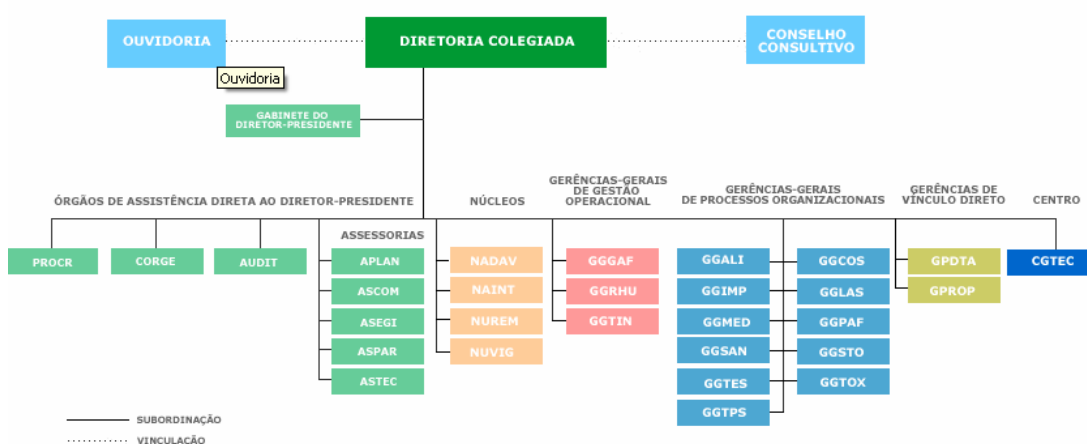 OUVIDORIA
DIRETORIA COLEGIADA
CONSELHO
CONSULTIVO
Ouvidoria
GABINETE DO
DIRETOR-PRESIDENTE
ÓRGÃOS DE ASSISTÊNCIA DIRETA AO DIRETOR-PRESIDENTE
NÚCLEOS
GERÊNCIAS-GERAIS
DE GESTÃO
OPERACIONAL
GERÊNCIAS-GERAIS
DE PROCESSOS ORGANIZACIONAIS
GERÊNCIAS DE
VÍNCULO DIRETO
CENTRO
ASSESSORIAS
PROCR
CORGE
AUDIT
APLAN
ASCOM
ASEGI
ASPAR
ASTEC
NADAV
NAINT
NUREM
NUVIG
GGGAF
GGRHU
GGTIN
GGALI
GGIMP
GGMED
GGSAN
GGTES
GGTPS
GGCOS
GGLAS
GGPAF
GGSTO
GGTOX
GPDTA
GPROP
CGTEC
SUBORDINAÇÃO
VINCULAÇÃO